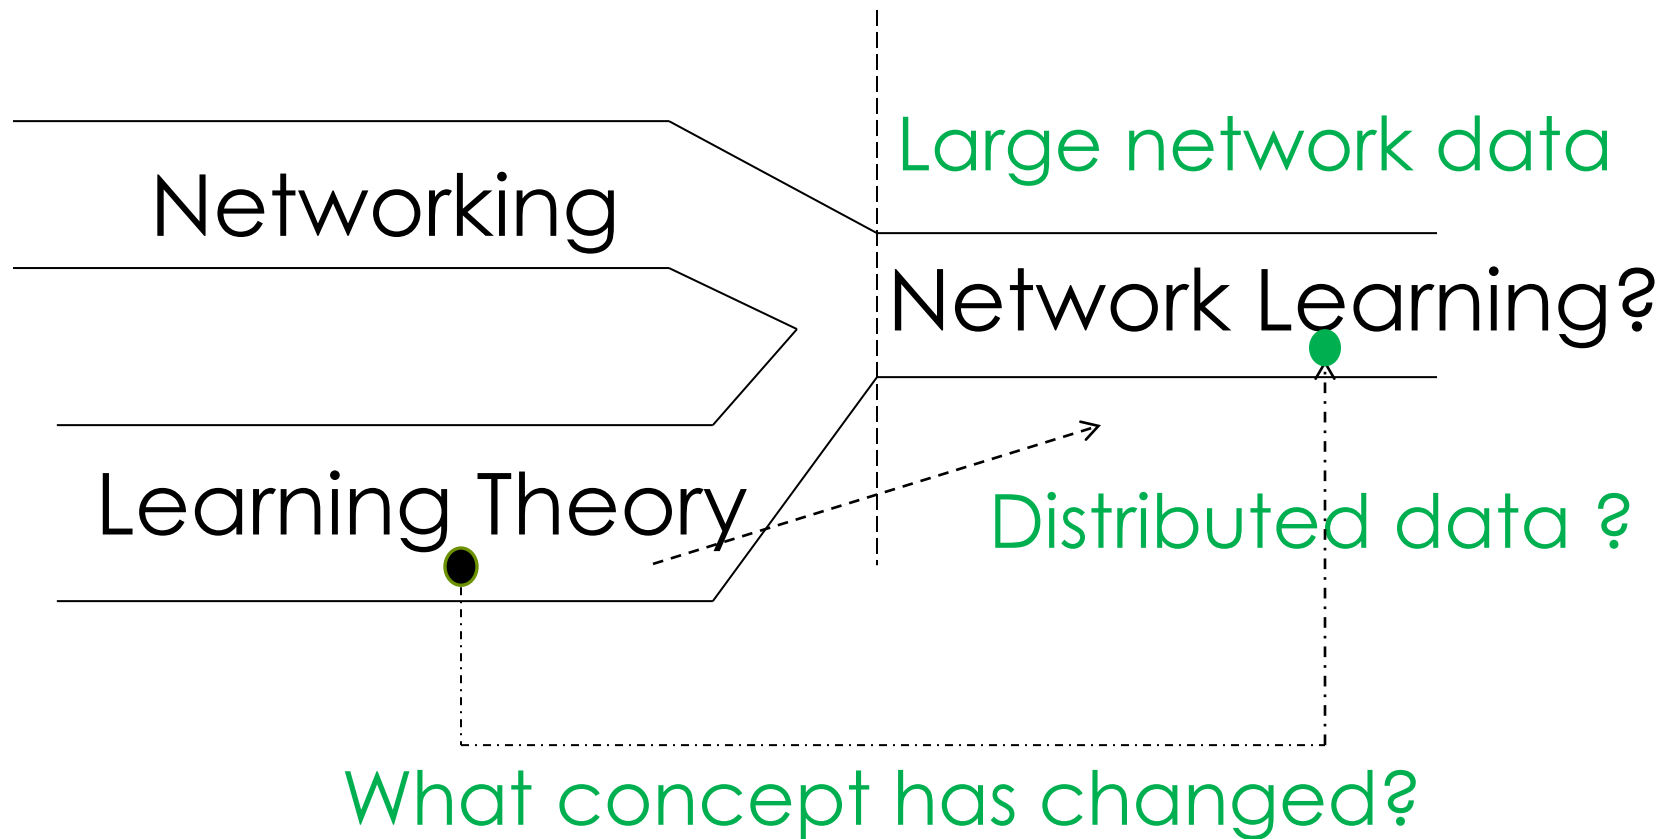 Large network data
Networking
Network Learning?
Learning Theory
Distributed data ?
What concept has changed?